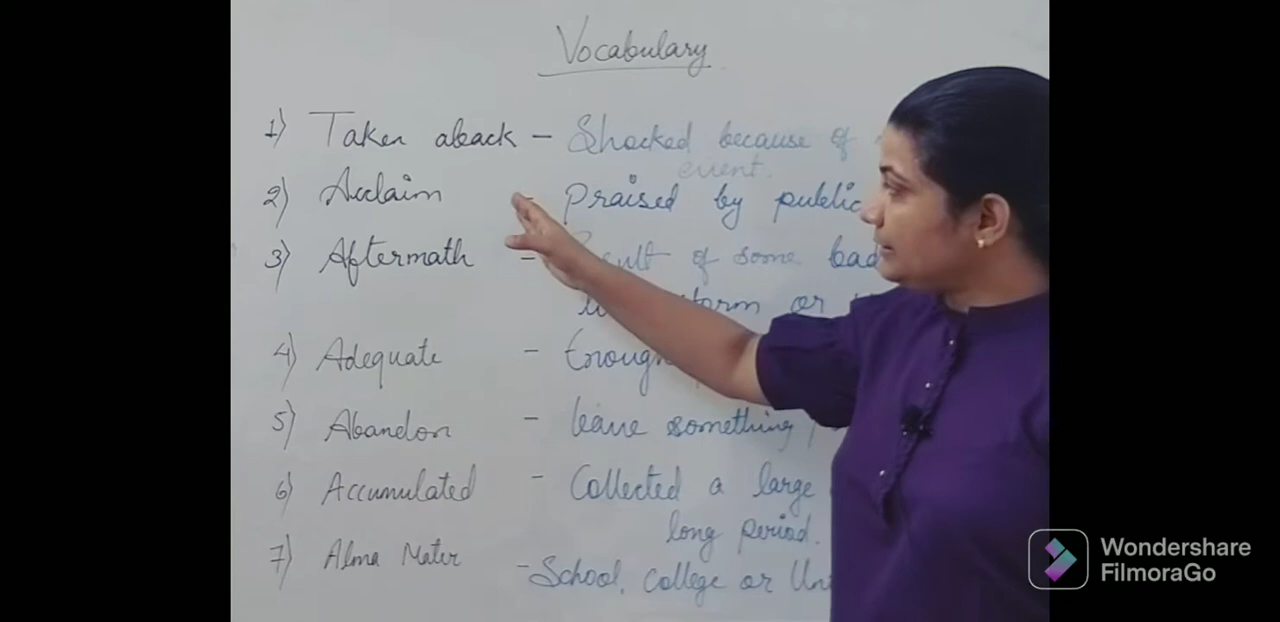 Vocabulary
1) Taken aback - Shocked because of
event.
2) Acclaim - Praised by public
3) Aftermath - of some bad
storm or
4) Adequate - Enough
5) Abandon - leave something
6) Accumulated - Collected a large
long period.
7) Alma Mater - School, College or
Wondershare
FilmoraGo